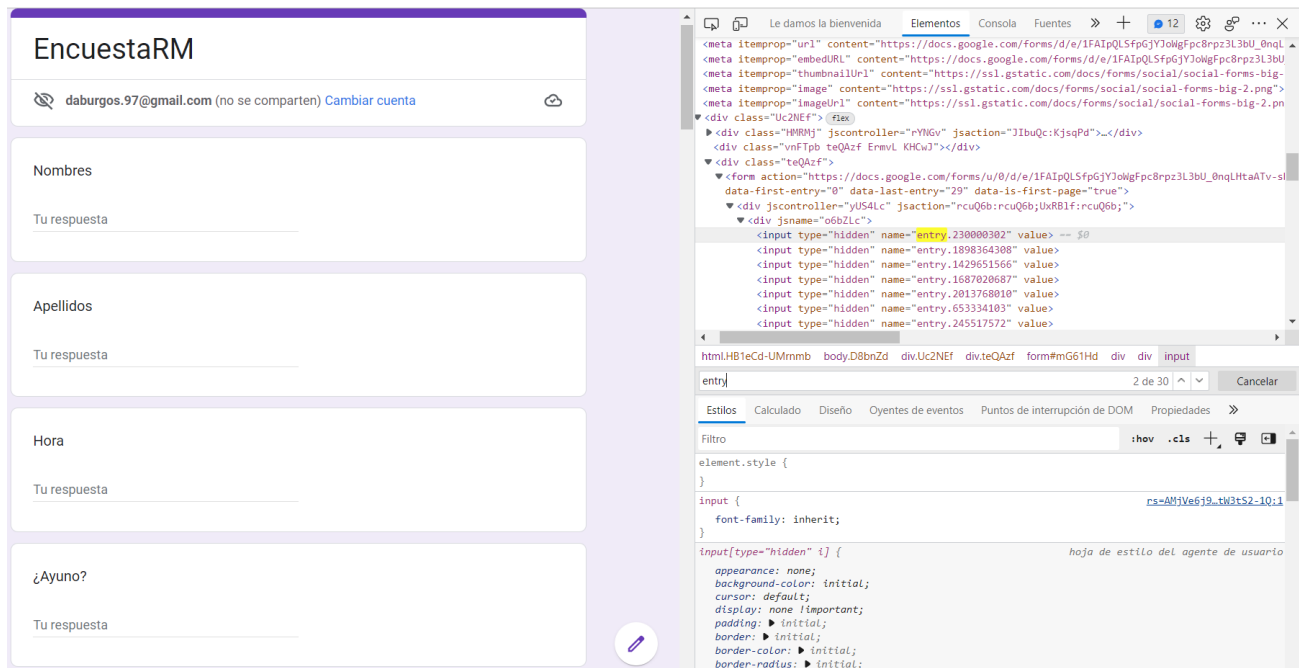 EncuestaRM
daburgos.97@gmail.com (no se comparten) Cambiar cuenta
Nombres
Tu respuesta
Apellidos
Tu respuesta
Hora
Tu respuesta
¿Ayuno?
Tu respuesta
Le damos la bienvenida Elementos Consola Fuentes » + 12
<meta itemprop="url" content="https://docs.google.com/forms/d/e/1FAIpQLSfpGjYJoWgFpc8rpz3L3bU_0nqL
<meta itemprop="embedURL" content="https://docs.google.com/forms/d/e/1FAIpQLSfpGjYJoWgFpc8rpz3L3bU
<meta itemprop="thumbnailUrl" content="https://ssl.gstatic.com/docs/forms/social/social-forms-big-
<meta itemprop="image" content="https://ssl.gstatic.com/docs/forms/social/social-forms-big-2.png">
<meta itemprop="imageUrl" content="https://ssl.gstatic.com/docs/forms/social/social-forms-big-2.pn
<div class="Uc2NEf"> flex
<div class="HMRMj" jscontroller="rYNGv" jsaction="JIbuQc:KjsqPd">…</div>
<div class="vnFTpb teQAzf ErmvL KHCwJ"></div>
<div class="teQAzf">
<form action="https://docs.google.com/forms/u/0/d/e/1FAIpQLSfpGjYJoWgFpc8rpz3L3bU_0nqLHtaATv-sl
data-first-entry="0" data-last-entry="29" data-is-first-page="true">
<div jscontroller="yUS4Lc" jsaction="rcuQ6b:rcuQ6b;UxRBlf:rcuQ6b;">
<div jsname="o6bZLc">
<input type="hidden" name="entry.230000302" value> == $0
<input type="hidden" name="entry.1898364308" value>
<input type="hidden" name="entry.1429651566" value>
<input type="hidden" name="entry.1687020687" value>
<input type="hidden" name="entry.2013768010" value>
<input type="hidden" name="entry.653334103" value>
<input type="hidden" name="entry.245517572" value>
html.HB1eCd-UMrnmb body.D8bnZd div.Uc2NEf div.teQAzf form#mG61Hd div div input
entry 2 de 30 Cancelar
Estilos Calculado Diseño Oyentes de eventos Puntos de interrupción de DOM Propiedades »
Filtro :hov .cls +
element.style {
}
input { rs=AMjVe6j9…tW3tS2-1Q:1
font-family: inherit;
}
input[type="hidden" i] { hoja de estilo del agente de usuario
appearance: none;
background-color: initial;
cursor: default;
display: none !important;
padding: initial;
border: initial;
border-color: initial;
border-radius: initial;